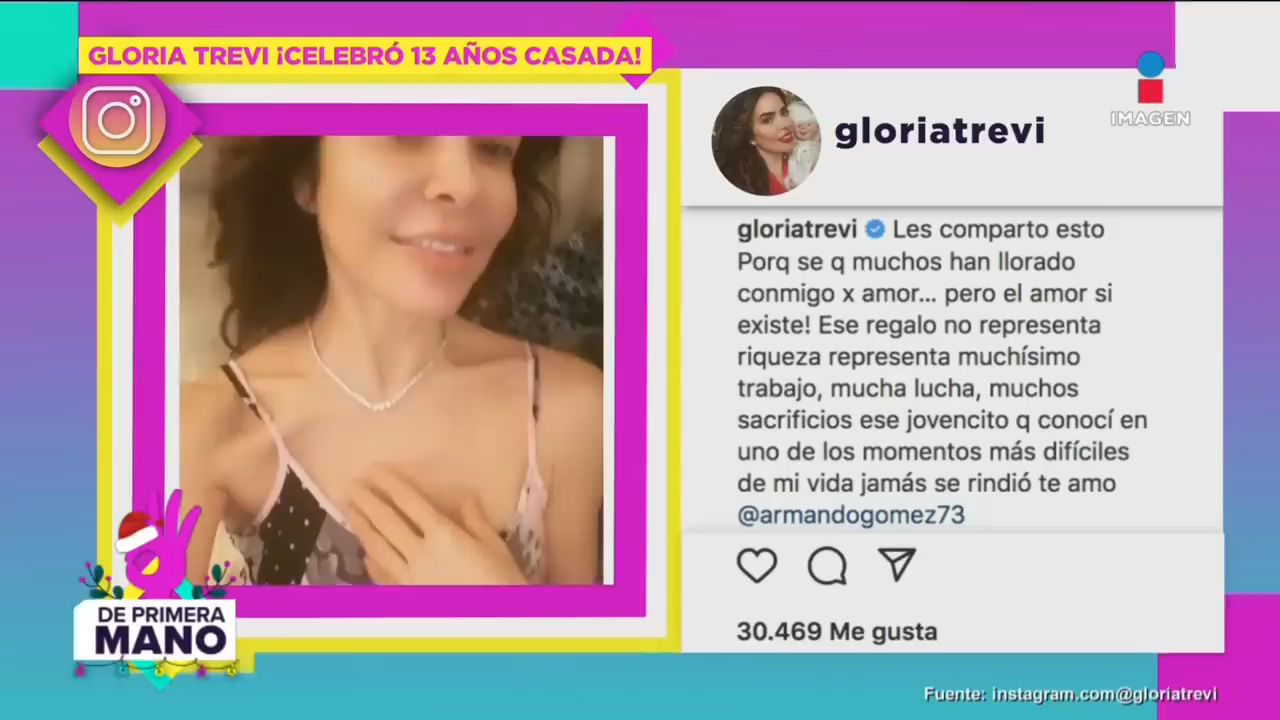 GLORIA TREVI ¡CELEBRÓ 13 AÑOS CASADA!
IMAGEN
gloriatrevi
gloriatrevi Les comparto esto
Porq se q muchos han llorado
conmigo x amor... pero el amor si
existe! Ese regalo no representa
riqueza representa muchísimo
trabajo, mucha lucha, muchos
sacrificios ese jovencito q conocí en
uno de los momentos más difíciles
de mi vida jamás se rindió te amo
@armandogomez73
30.469 Me gusta
DE PRIMERA
MANO
Fuente: instagram.com@gloriatrevi